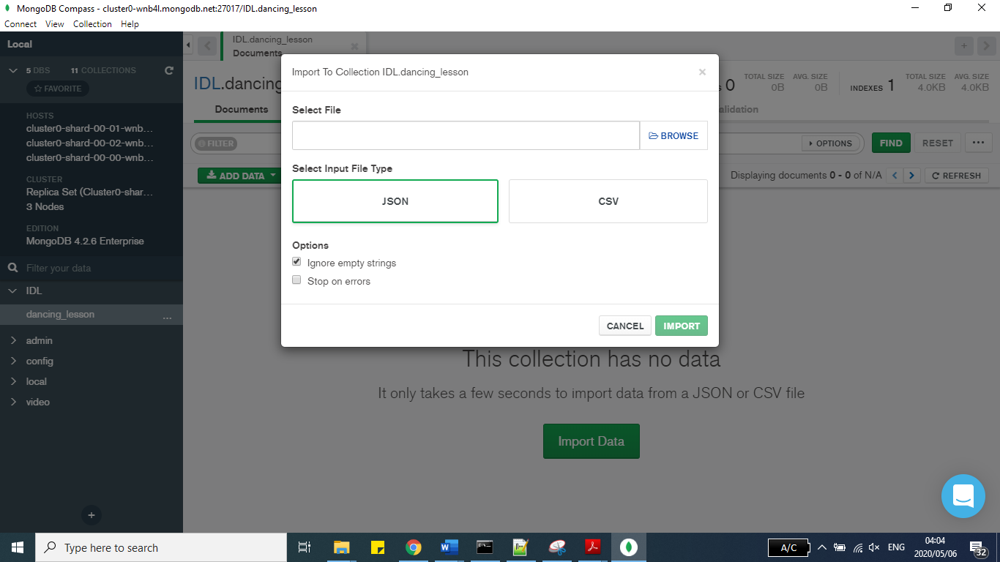 MongoDB Compass - cluster0-wnb4l.mongodb.net:27017/IDL.dancing_lesson
Connect View Collection Help
Local
5 DBS 11 COLLECTIONS
FAVORITE
HOSTS
cluster0-shard-00-01-wnb...
cluster0-shard-00-02-wnb...
cluster0-shard-00-00-wnb...
CLUSTER
Replica Set (Cluster0-shar...
3 Nodes
EDITION
MongoDB 4.2.6 Enterprise
Filter your data
IDL
dancing_lesson ...
admin
config
local
video
IDL.dancing_lesson
Documents
IDL.dancing
S 0
TOTAL SIZE AVG. SIZE
0B 0B
INDEXES 1
TOTAL SIZE AVG. SIZE
4.0KB 4.0KB
Documents
alidation
FILTER
OPTIONS
FIND
RESET
...
ADD DATA
Displaying documents 0 - 0 of N/A
REFRESH
Import To Collection IDL.dancing_lesson
Select File
BROWSE
Select Input File Type
JSON
CSV
Options
Ignore empty strings
Stop on errors
CANCEL
IMPORT
This collection has no data
It only takes a few seconds to import data from a JSON or CSV file
Import Data
Type here to search
A/C
ENG
04:04
2020/05/06
32